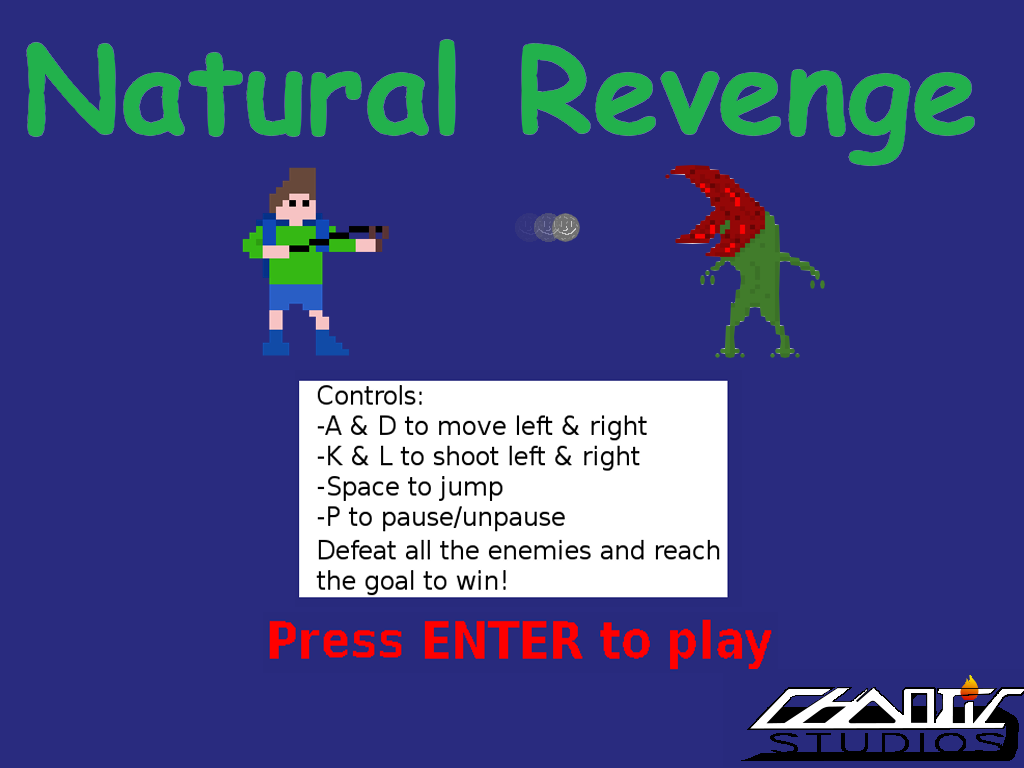 Natural Revenge
Controls:
-A & D to move left & right
-K & L to shoot left & right
-Space to jump
-P to pause/unpause
Defeat all the enemies and reach
the goal to win!
Press ENTER to play
STUDIOS